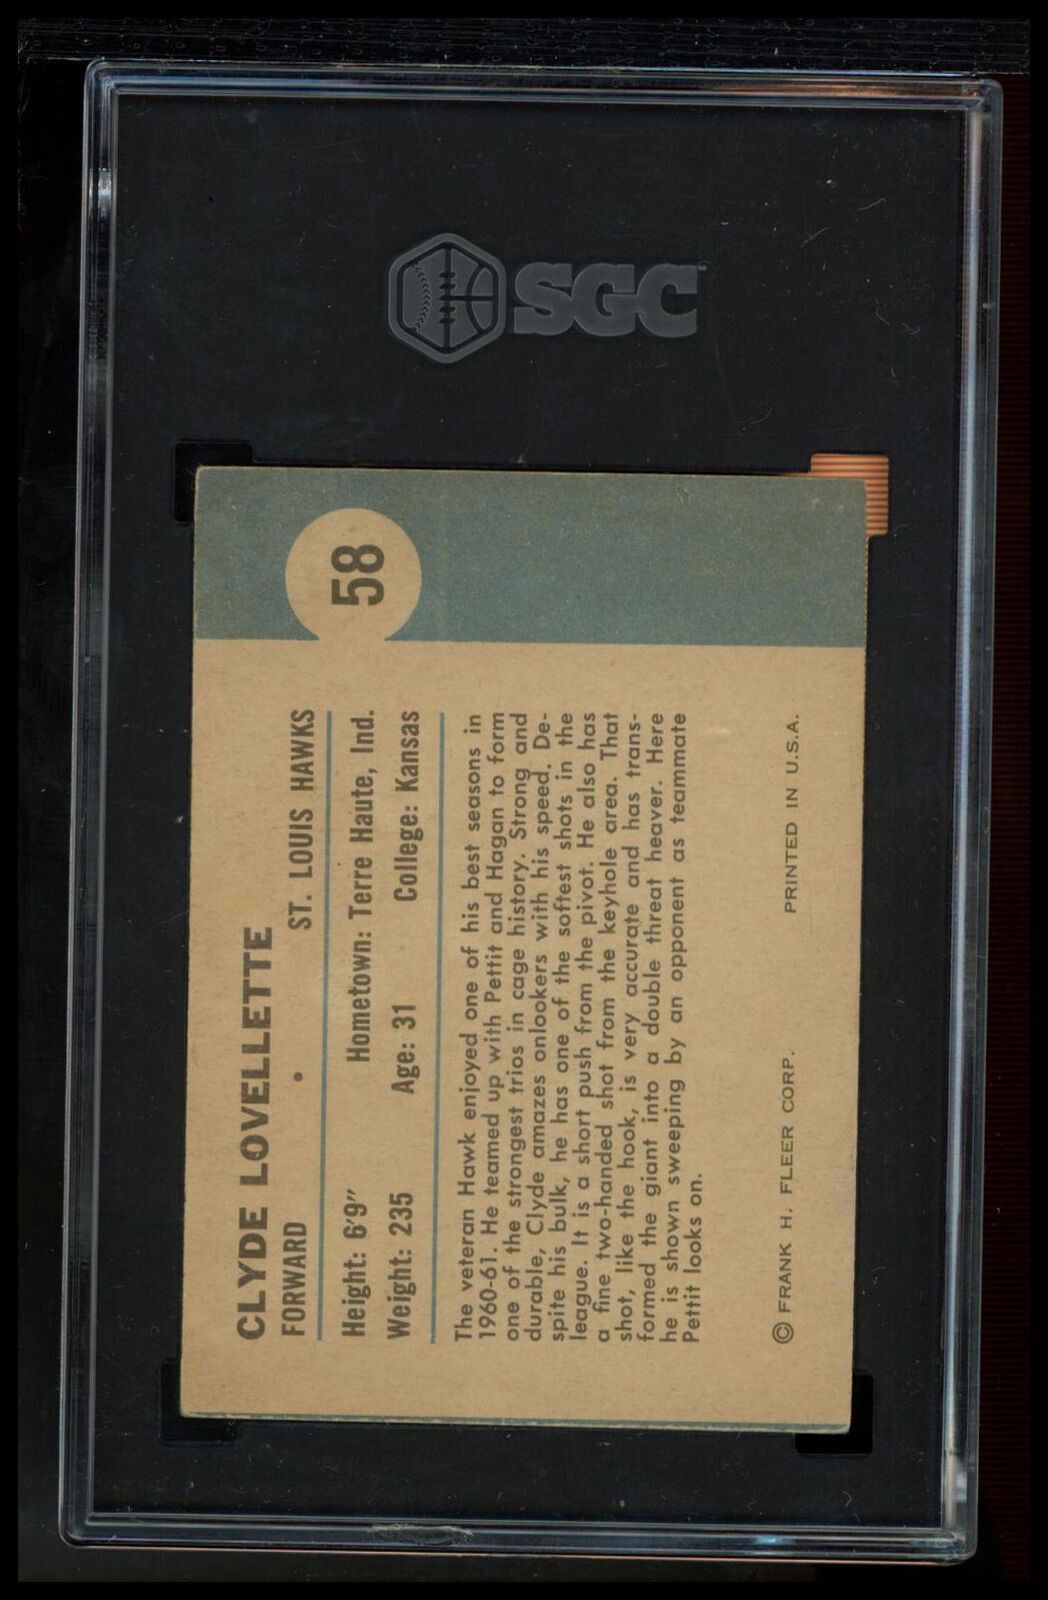 SGC
58
CLYDE LOVELLETTE
FORWARD • ST. LOUIS HAWKS
Height: 6'9" Hometown: Terre Haute, Ind.
Weight: 235 Age: 31 College: Kansas
The veteran Hawk enjoyed one of his best seasons in
1960-61. He teamed up with Pettit and Hagan to form
one of the strongest trios in cage history. Strong and
durable, Clyde amazes onlookers with his speed. De-
spite his bulk, he has one of the softest shots in the
league. It is a short push from the pivot. He also has
a fine two-handed shot from the keyhole area. That
shot, like the hook, is very accurate and has trans-
formed the giant into a double threat heaver. Here
he is shown sweeping by an opponent as teammate
Pettit looks on.
© FRANK H. FLEER CORP. PRINTED IN U.S.A.